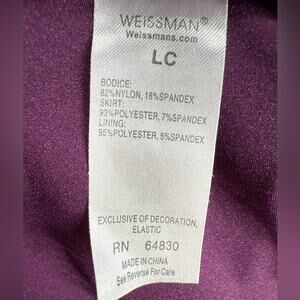 WEISSMAN®
Weissmans.com
LC
BODICE:
82%NYLON, 18%SPANDEX
SKIRT:
93%POLYESTER, 7%SPANDEX
LINING:
95%POLYESTER, 5%SPANDEX
EXCLUSIVE OF DECORATION,
ELASTIC
RN 64830
MADE IN CHINA
See Reverse For Care